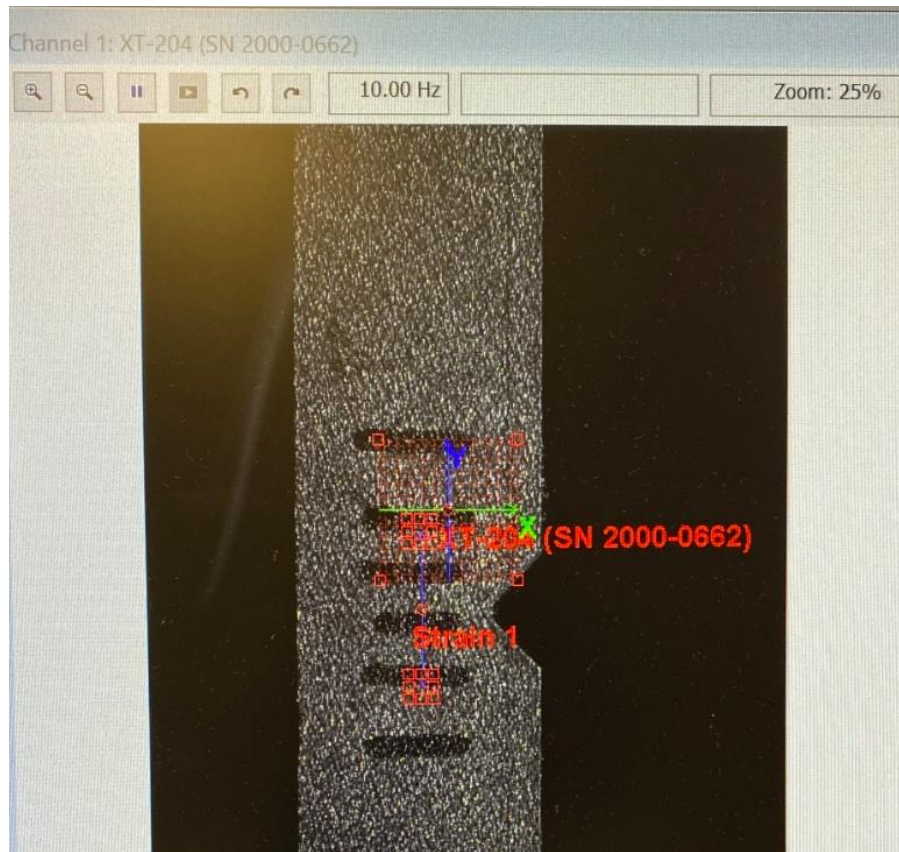 Channel 1: XT-204 (SN 2000-0662)
10.00 Hz
Zoom: 25%
Y
X
XT-204 (SN 2000-0662)
Strain 1